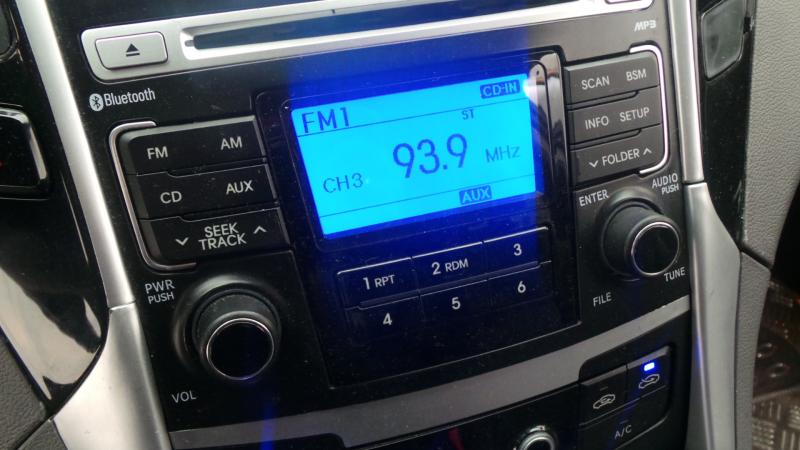 MP3
Bluetooth
FM AM
CD AUX
SEEK
TRACK
PWR
PUSH
VOL
CD-IN
FM1
ST
CH3 93.9 MHz
AUX
1 RPT 2 RDM 3
4 5 6
SCAN BSM
INFO SETUP
FOLDER
ENTER AUDIO
PUSH
FILE TUNE
A/C